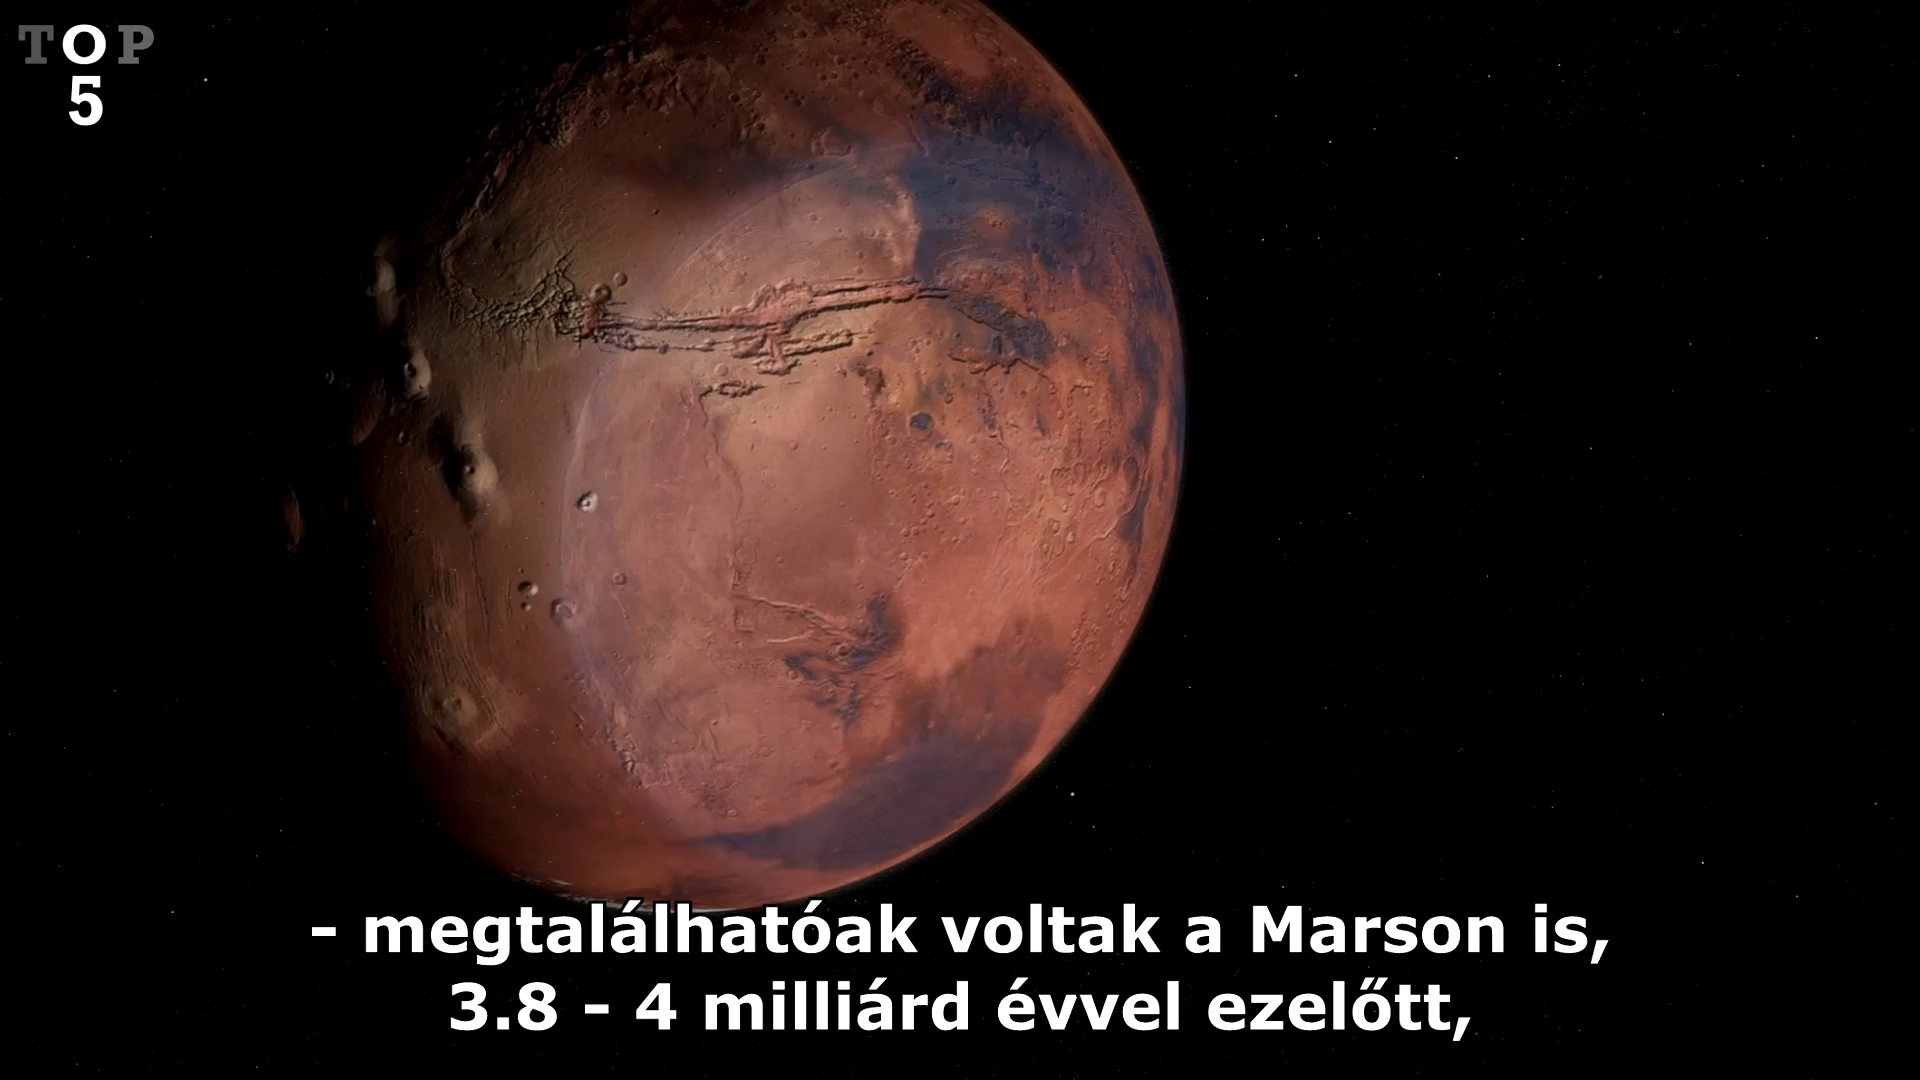 TOP
5
- megtalálhatóak voltak a Marson is,
3.8 - 4 milliárd évvel ezelőtt,